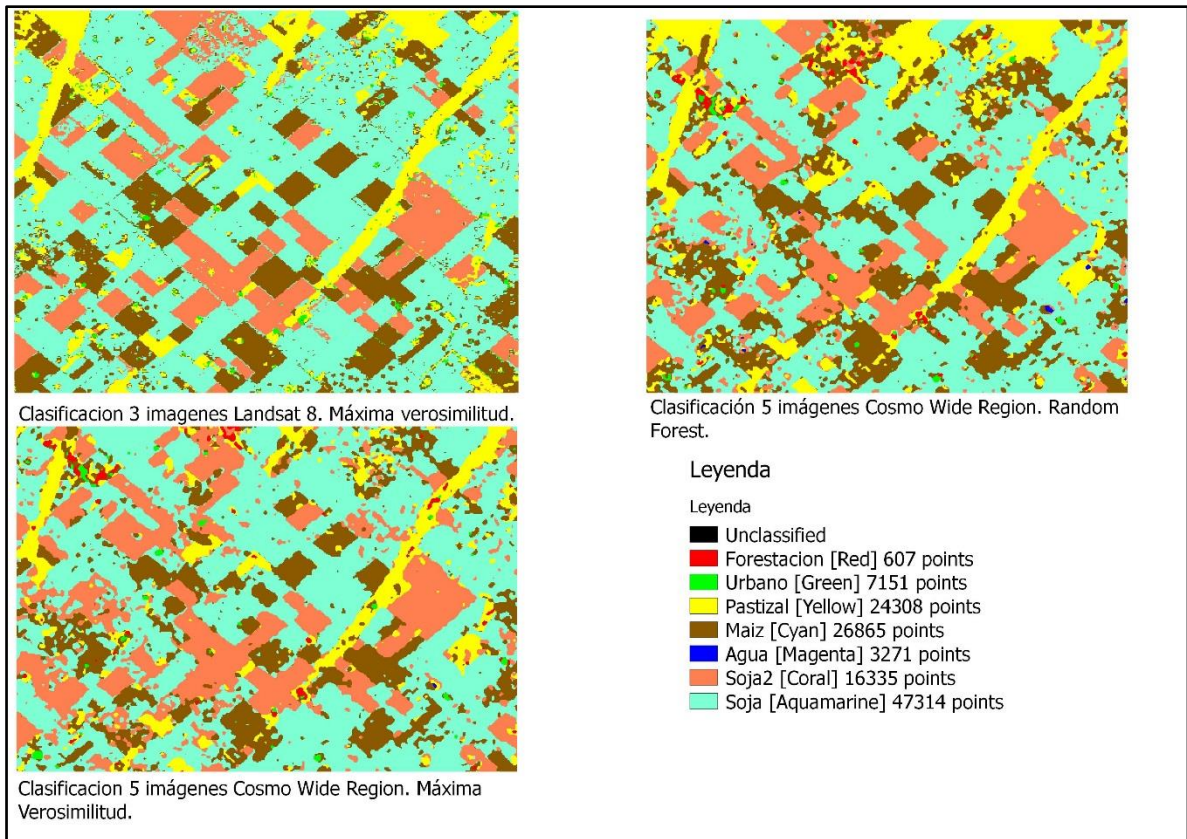 Clasificacion 3 imagenes Landsat 8. Máxima verosimilitud.
Clasificación 5 imágenes Cosmo Wide Region. Random
Forest.
Clasificacion 5 imágenes Cosmo Wide Region. Máxima
Verosimilitud.
Leyenda
Leyenda
Unclassified
Forestacion [Red] 607 points
Urbano [Green] 7151 points
Pastizal [Yellow] 24308 points
Maiz [Cyan] 26865 points
Agua [Magenta] 3271 points
Soja2 [Coral] 16335 points
Soja [Aquamarine] 47314 points